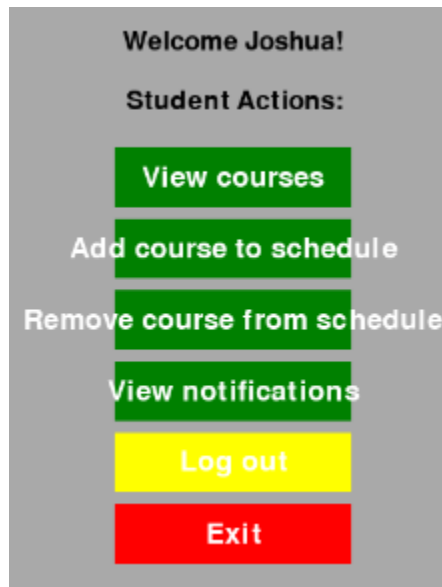 Welcome Joshua!
Student Actions:
View courses
Add course to schedule
Remove course from schedule
View notifications
Log out
Exit